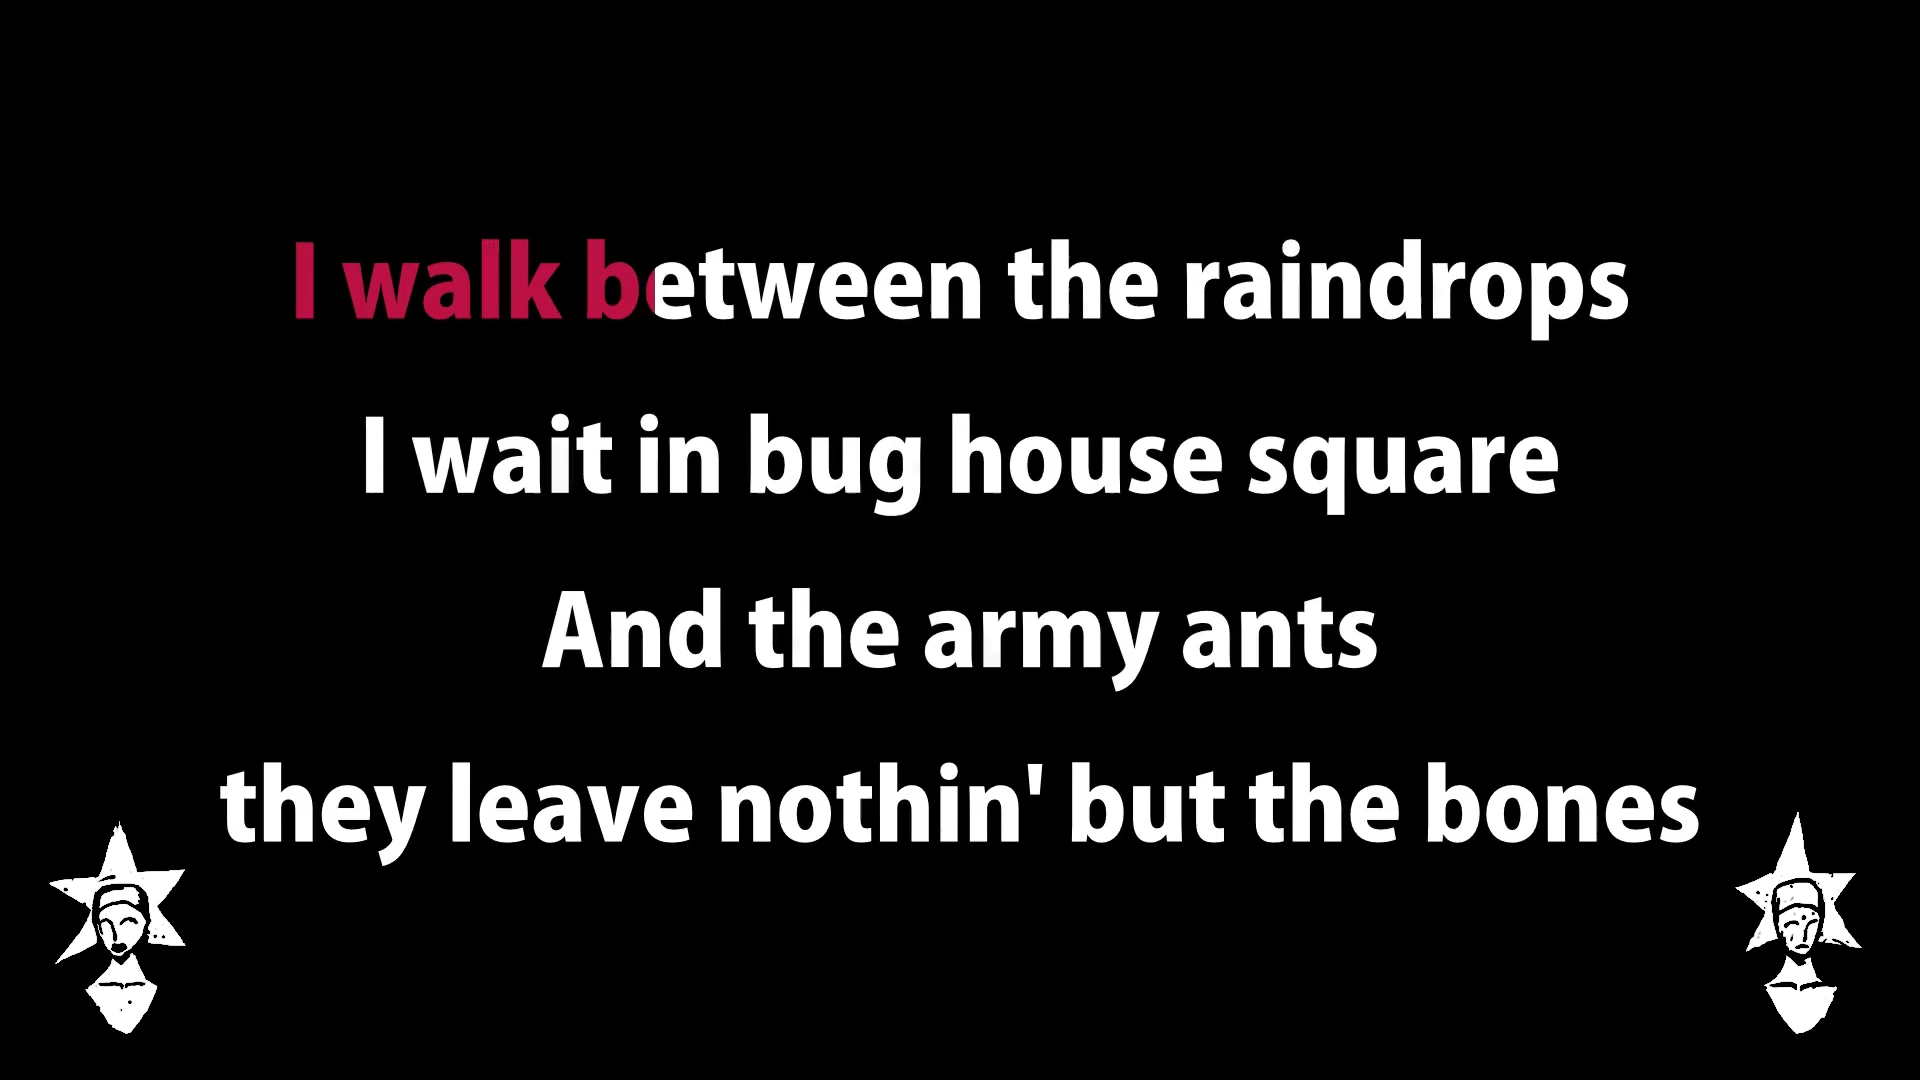 I walk between the raindrops
I wait in bug house square
And the army ants
they leave nothin' but the bones